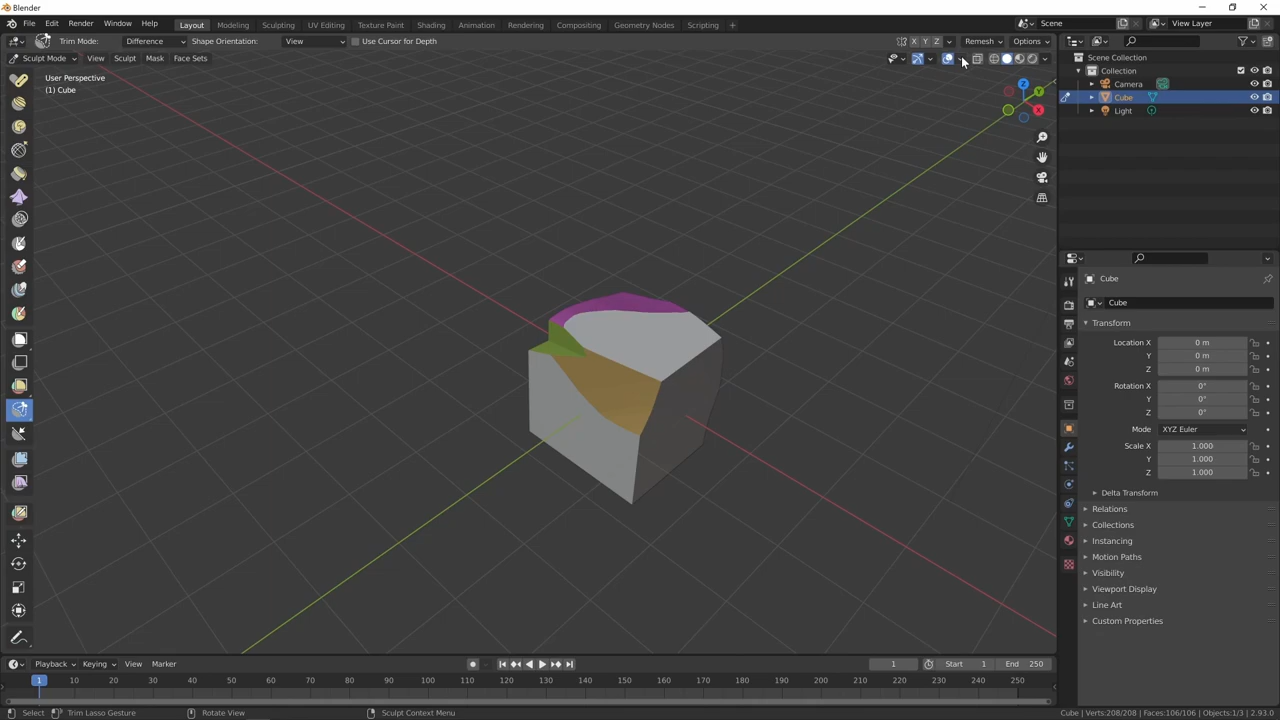 Blender
File Edit Render Window Help Layout Modeling Sculpting UV Editing Texture Paint Shading Animation Rendering Compositing Geometry Nodes Scripting + Scene View Layer
Trim Mode: Difference Shape Orientation: View Use Cursor for Depth X Y Z Remesh Options
Sculpt Mode View Sculpt Mask Face Sets
User Perspective
(1) Cube
Z
Y
X
Scene Collection
Collection
Camera
Cube
Light
Cube
Cube
Transform
Location X 0 m
Y 0 m
Z 0 m
Rotation X 0°
Y 0°
Z 0°
Mode XYZ Euler
Scale X 1.000
Y 1.000
Z 1.000
Delta Transform
Relations
Collections
Instancing
Motion Paths
Visibility
Viewport Display
Line Art
Custom Properties
Playback Keying View Marker 1 Start 1 End 250
1 10 20 30 40 50 60 70 80 90 100 110 120 130 140 150 160 170 180 190 200 210 220 230 240 250
Select Trim Lasso Gesture Rotate View Sculpt Context Menu Cube | Verts:208/208 | Faces:106/106 | Objects:1/3 | 2.93.0